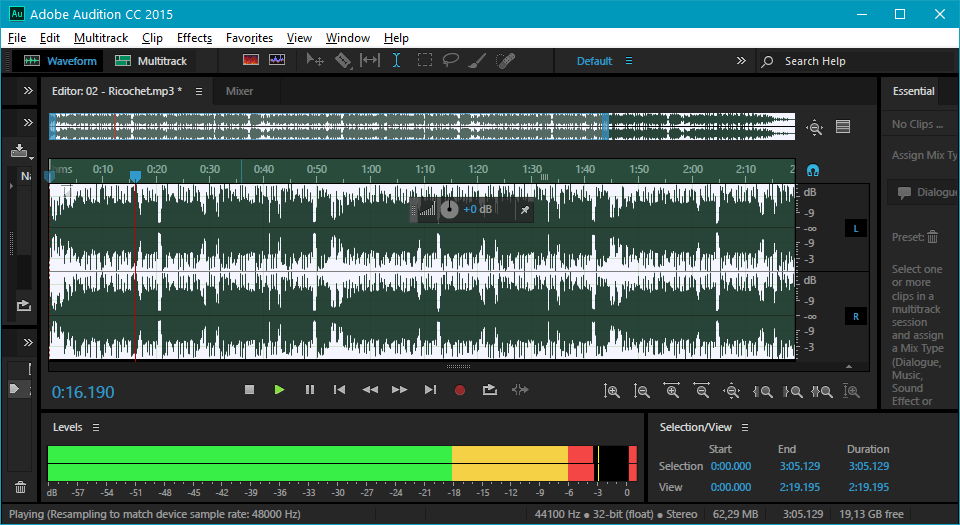 Au Adobe Audition CC 2015
File Edit Multitrack Clip Effects Favorites View Window Help
Waveform Multitrack Default Search Help
Editor: 02 - Ricochet.mp3 * Mixer
Essential
No Clips ...
hms 0:10 0:20 0:30 0:40 0:50 1:00 1:10 1:20 1:30 1:40 1:50 2:00 2:10 2
Assign Mix Ty
Na
dB
Dialogue
+0 dB
-9
-∞
L
-9
Preset:
-3
Select one
or more
clips in a
multitrack
session
and assign
a Mix Type
(Dialogue,
Music,
Sound
Effect or
dB
-9
-∞
R
-9
-3
0:16.190
Levels
Selection/View
Start End Duration
Selection 0:00.000 3:05.129 3:05.129
View 0:00.000 2:19.195 2:19.195
dB -57 -54 -51 -48 -45 -42 -39 -36 -33 -30 -27 -24 -21 -18 -15 -12 -9 -6 -3 0
Playing (Resampling to match device sample rate: 48000 Hz) 44100 Hz ● 32-bit (float) ● Stereo 62,29 MB 3:05.129 19,13 GB free